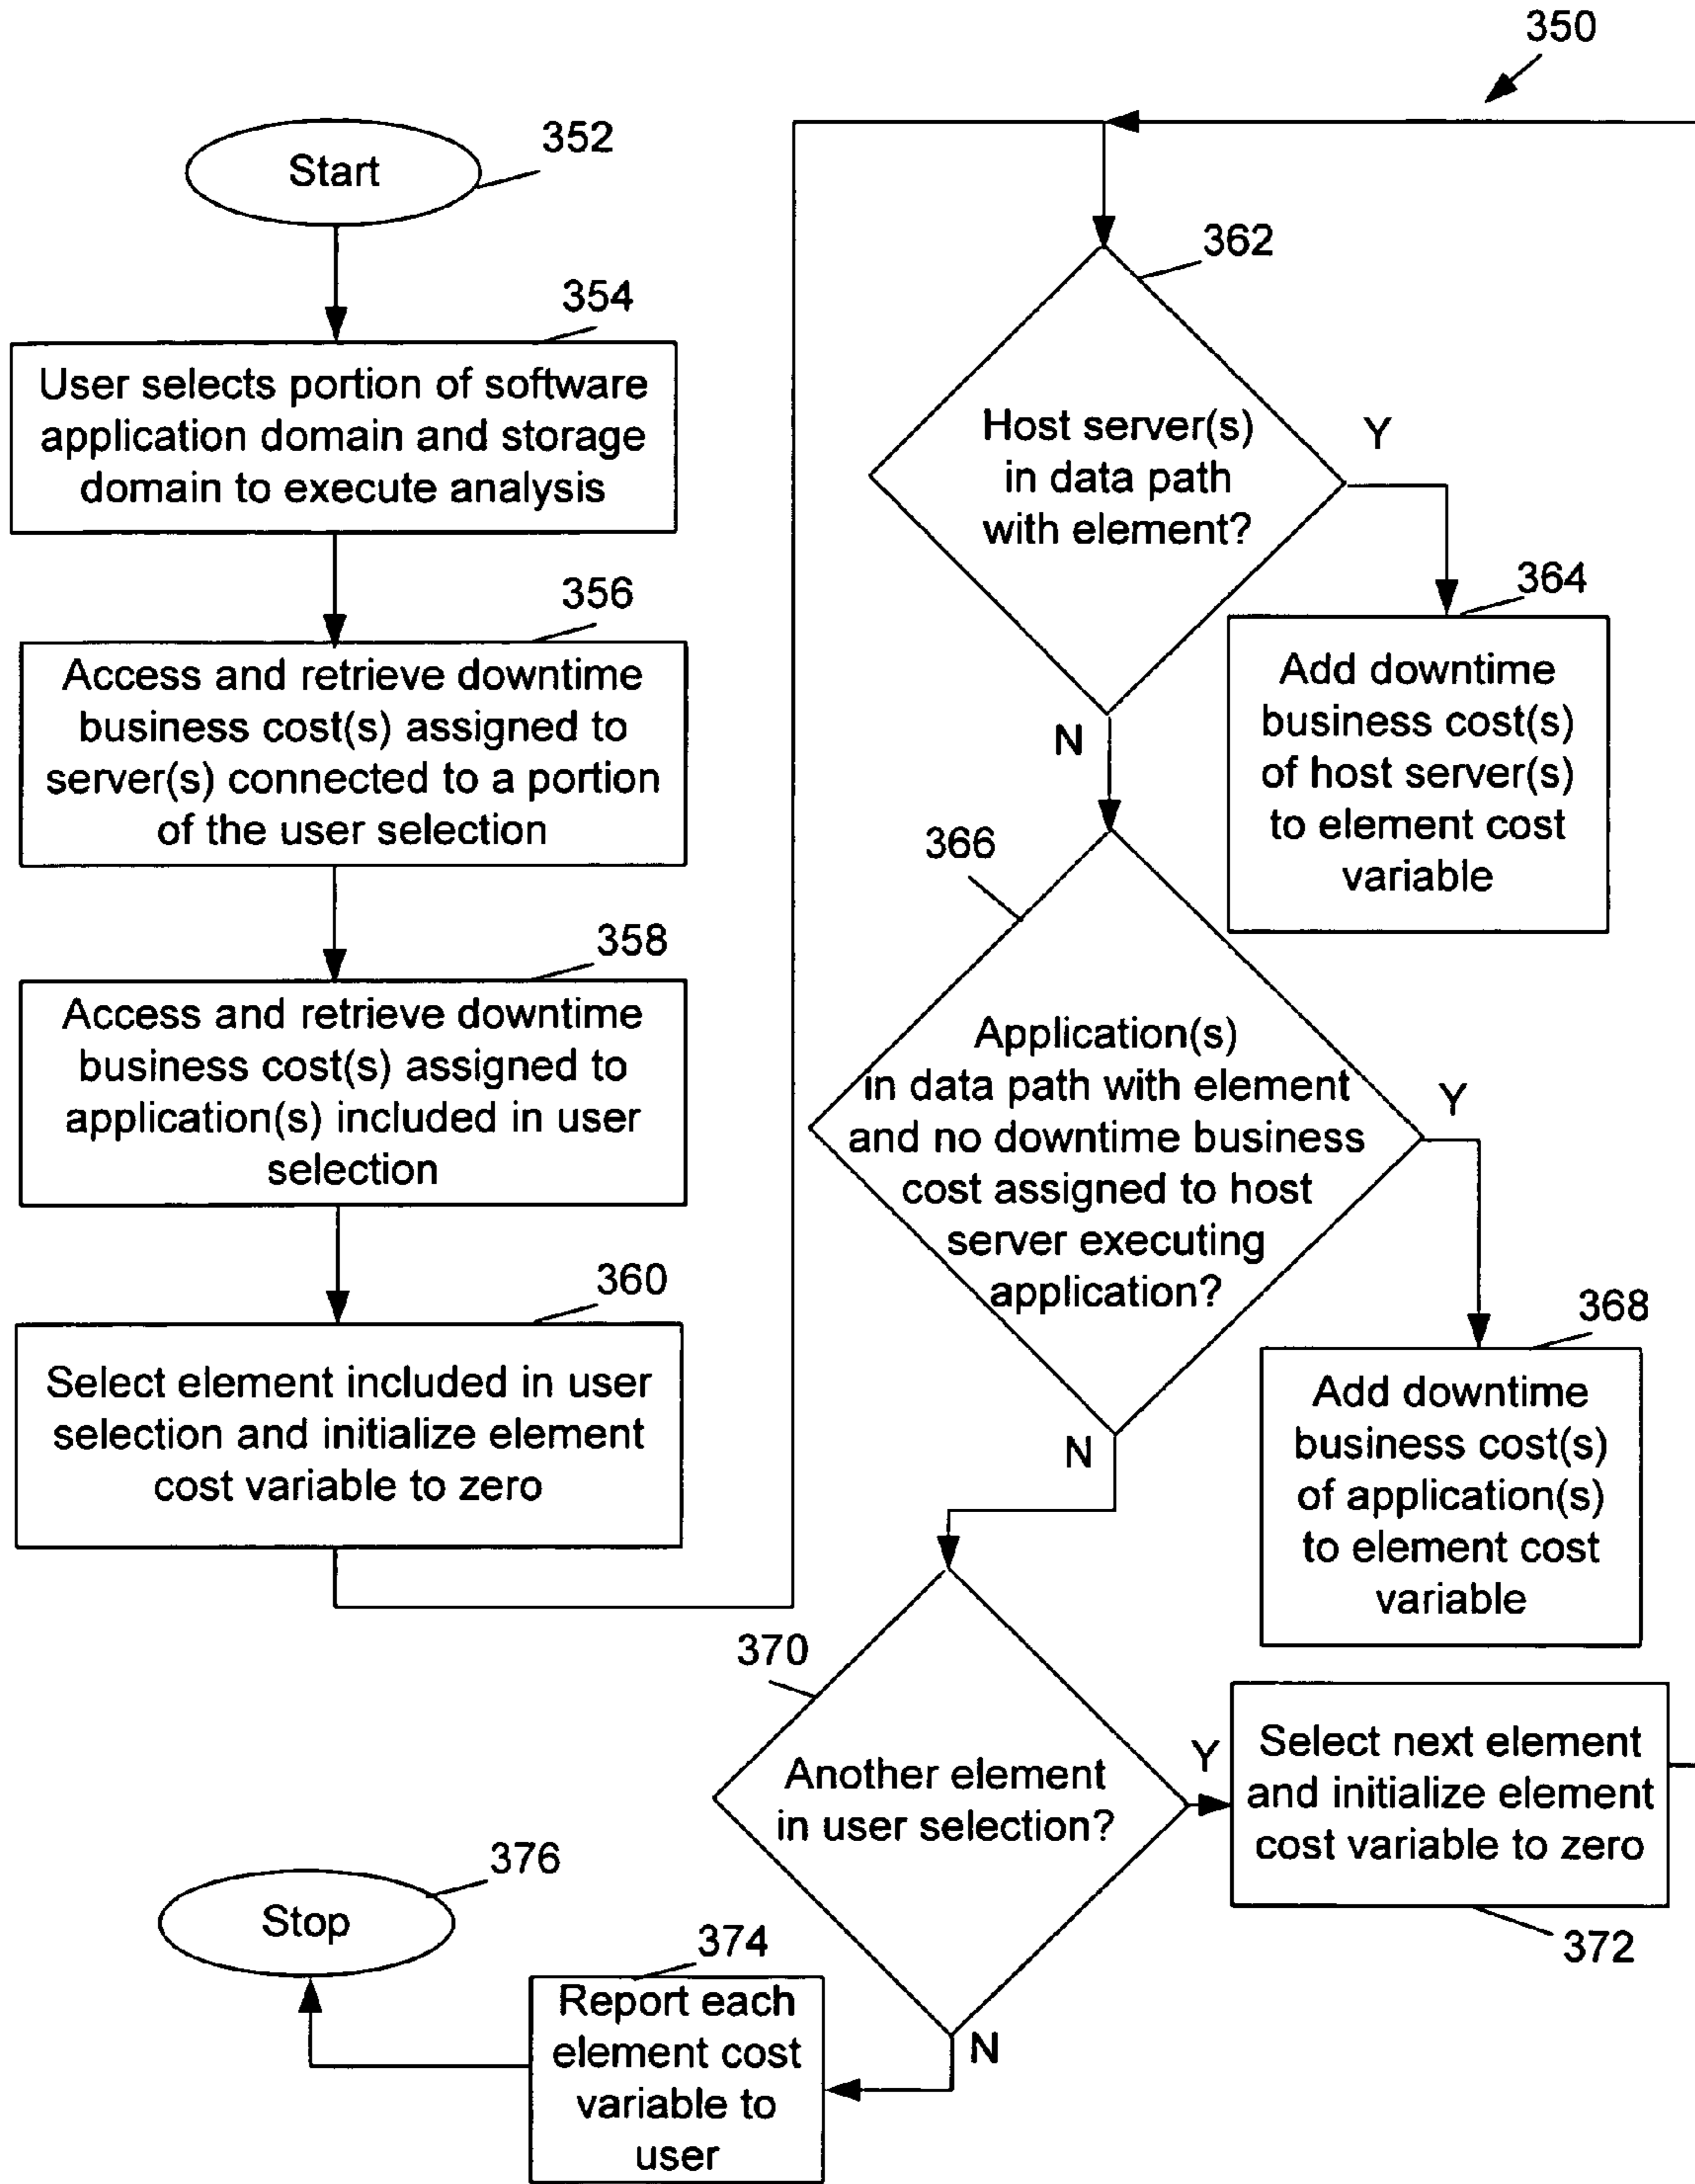 350
Start
352
354
User selects portion of software
application domain and storage
domain to execute analysis
356
Access and retrieve downtime
business cost(s) assigned to
server(s) connected to a portion
of the user selection
358
Access and retrieve downtime
business cost(s) assigned to
application(s) included in user
selection
360
Select element included in user
selection and initialize element
cost variable to zero
362
Host server(s)
in data path
with element?
Y
N
364
Add downtime
business cost(s)
of host server(s)
to element cost
variable
366
Application(s)
in data path with element
and no downtime business
cost assigned to host
server executing
application?
Y
N
368
Add downtime
business cost(s)
of application(s)
to element cost
variable
370
Another element
in user selection?
Y
N
Select next element
and initialize element
cost variable to zero
372
374
Report each
element cost
variable to
user
376
Stop